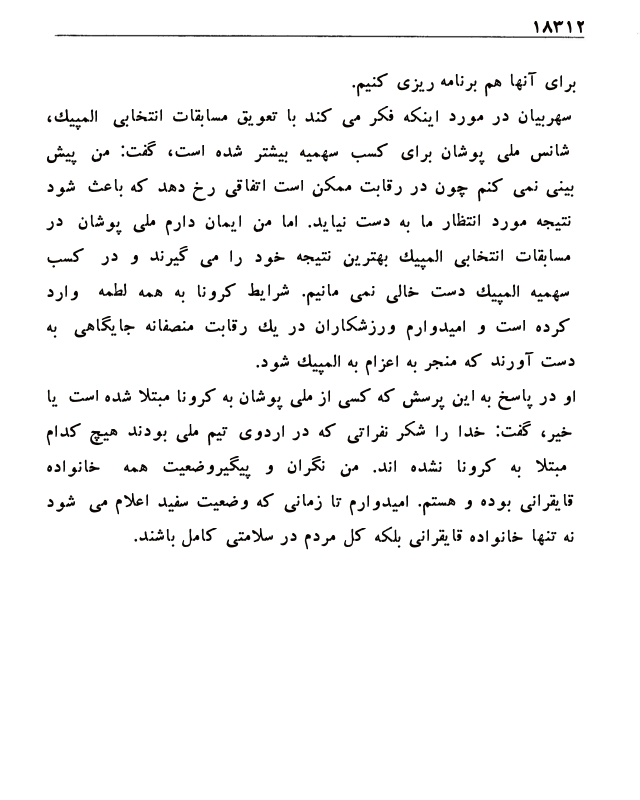 ۱۸۳۱۲
برای آنها هم برنامه ریزی کنیم.
سهربیان در مورد اینکه فکر می کند با تعویق مسابقات انتخابی المپیك،
شانس ملی پوشان برای کسب سهمیه بیشتر شده است، گفت: من پیش
بینی نمی کنم چون در رقابت ممکن است اتفاقی رخ دهد که باعث شود
نتیجه مورد انتظار ما به دست نیاید. اما من ایمان دارم ملی پوشان در
مسابقات انتخابی المپیك بهترین نتیجه خود را می گیرند و در کسب
سهمیه المپیك دست خالی نمی مانیم. شرایط کرونا به همه لطمه وارد
کرده است و امیدوارم ورزشکاران در یك رقابت منصفانه جایگاهی به
دست آورند که منجر به اعزام به المپیك شود.
او در پاسخ به این پرسش که کسی از ملی پوشان به کرونا مبتلا شده است یا
خیر، گفت: خدا را شکر نفراتی که در اردوی تیم ملی بودند هیچ کدام
مبتلا به کرونا نشده اند. من نگران و پیگیروضعیت همه خانواده
قایقرانی بوده و هستم. امیدوارم تا زمانی که وضعیت سفید اعلام می شود
نه تنها خانواده قایقرانی بلکه کل مردم در سلامتی کامل باشند.